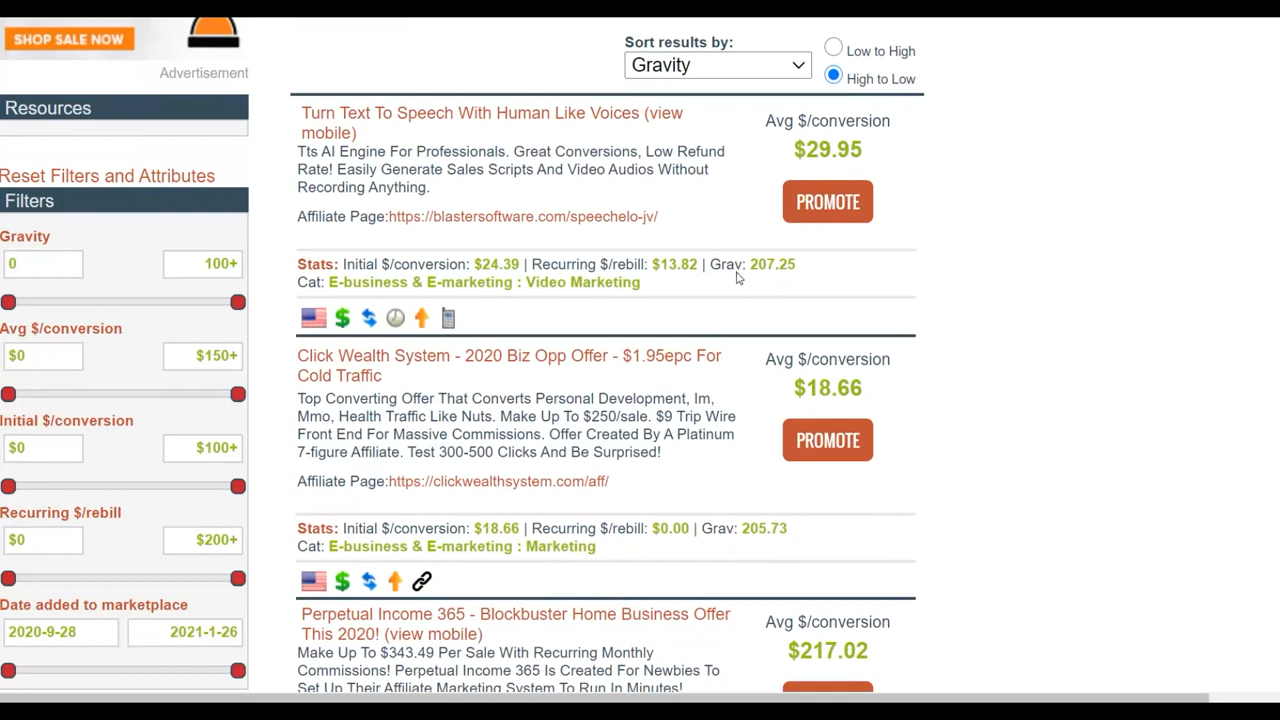 SHOP SALE NOW
Advertisement
Resources
Reset Filters and Attributes
Filters
Gravity
0
100+
Avg $/conversion
$0
$150+
Initial $/conversion
$0
$100+
Recurring $/rebill
$0
$200+
Date added to marketplace
2020-9-28
2021-1-26
Sort results by:
Gravity
Low to High
High to Low
Turn Text To Speech With Human Like Voices (view
mobile)
Tts AI Engine For Professionals. Great Conversions, Low Refund
Rate! Easily Generate Sales Scripts And Video Audios Without
Recording Anything.
Affiliate Page:https://blastersoftware.com/speechelo-jv/
Avg $/conversion
$29.95
PROMOTE
Stats: Initial $/conversion: $24.39 | Recurring $/rebill: $13.82 | Grav: 207.25
Cat: E-business & E-marketing : Video Marketing
Click Wealth System - 2020 Biz Opp Offer - $1.95epc For
Cold Traffic
Top Converting Offer That Converts Personal Development, Im,
Mmo, Health Traffic Like Nuts. Make Up To $250/sale. $9 Trip Wire
Front End For Massive Commissions. Offer Created By A Platinum
7-figure Affiliate. Test 300-500 Clicks And Be Surprised!
Affiliate Page:https://clickwealthsystem.com/aff/
Avg $/conversion
$18.66
PROMOTE
Stats: Initial $/conversion: $18.66 | Recurring $/rebill: $0.00 | Grav: 205.73
Cat: E-business & E-marketing : Marketing
Perpetual Income 365 - Blockbuster Home Business Offer
This 2020! (view mobile)
Make Up To $343.49 Per Sale With Recurring Monthly
Commissions! Perpetual Income 365 Is Created For Newbies To
Set Up Their Affiliate Marketing System To Run In Minutes!
Avg $/conversion
$217.02